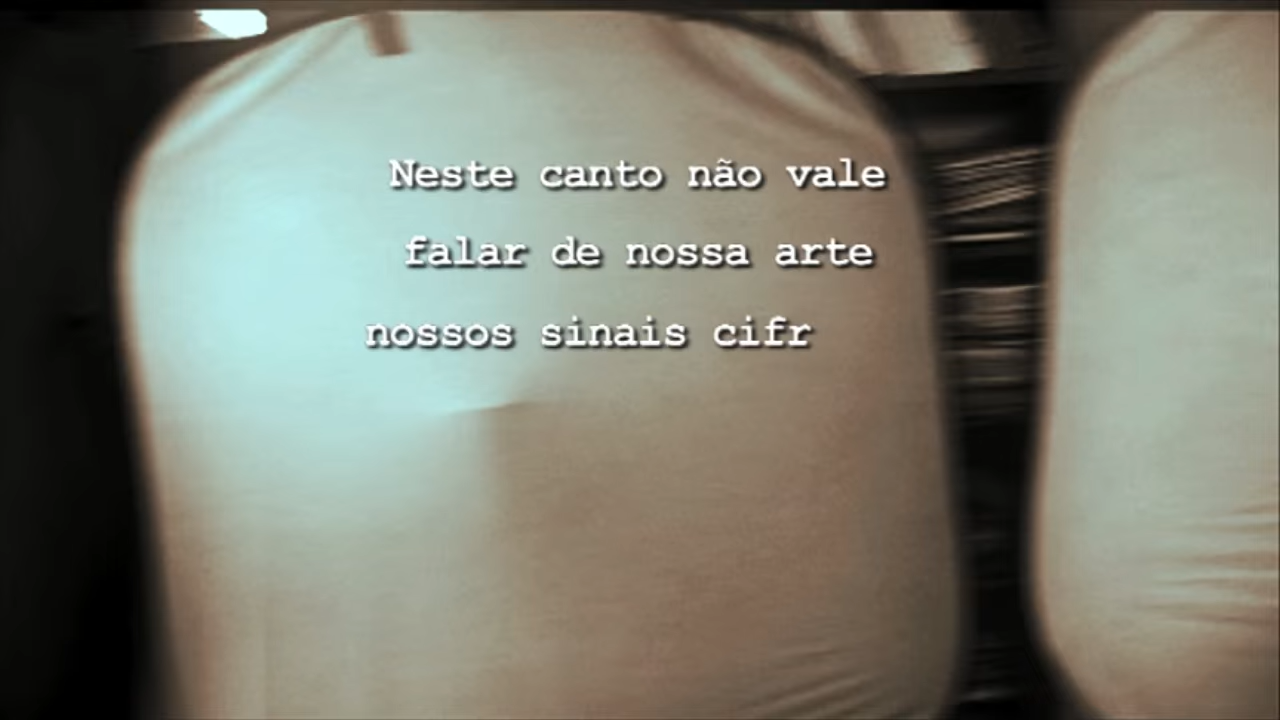 Neste canto não vale
falar de nossa arte
nossos sinais cifr